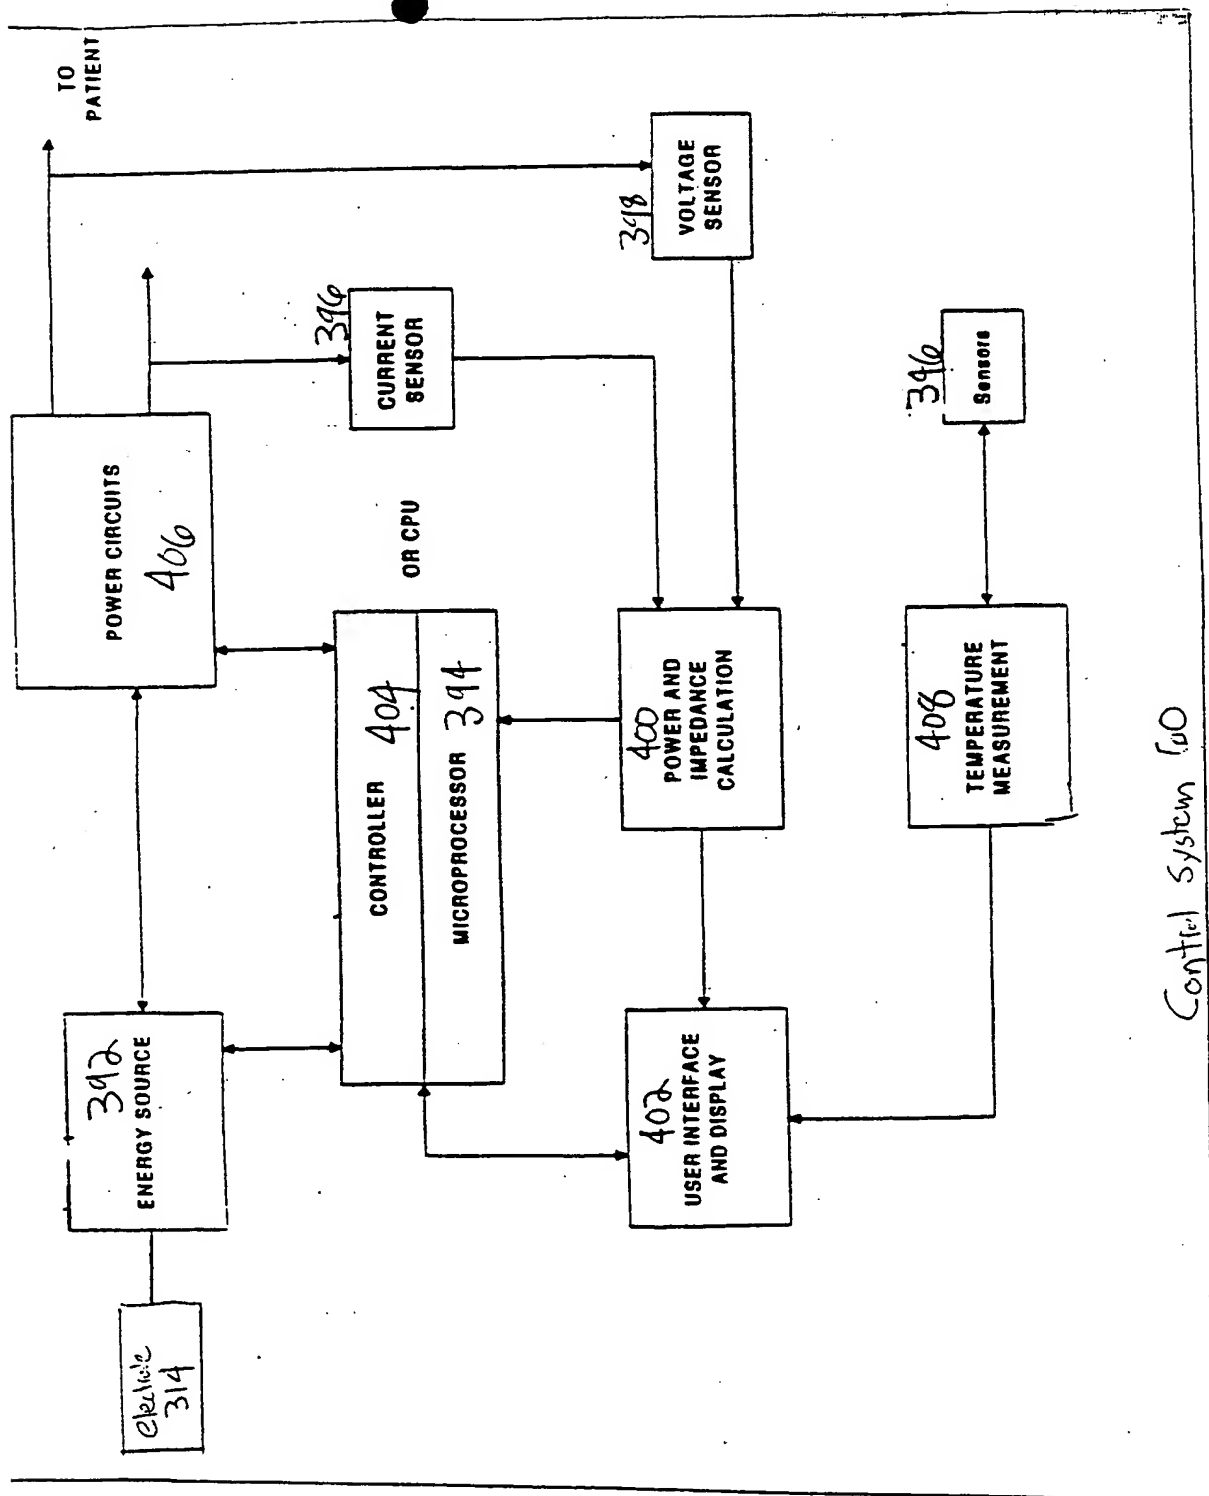 electrode
314
392
ENERGY SOURCE
POWER CIRCUITS
406
TO
PATIENT
CONTROLLER 404
MICROPROCESSOR 394
OR CPU
396
CURRENT
SENSOR
398
VOLTAGE
SENSOR
402
USER INTERFACE
AND DISPLAY
400
POWER AND
IMPEDANCE
CALCULATION
408
TEMPERATURE
MEASUREMENT
396
Sensors
Control System